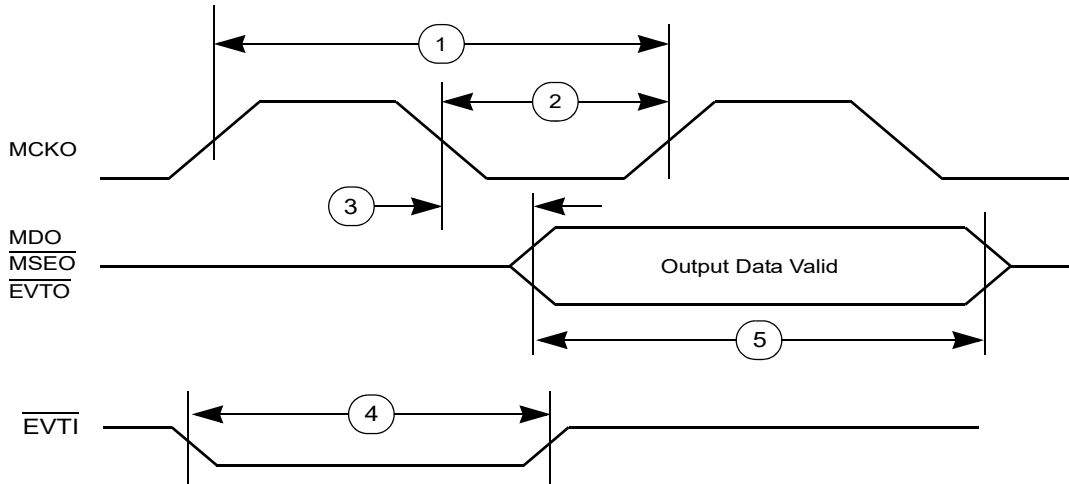 1
2
MCKO
3
MDO
MSEO
EVTO
Output Data Valid
5
4
EVTI